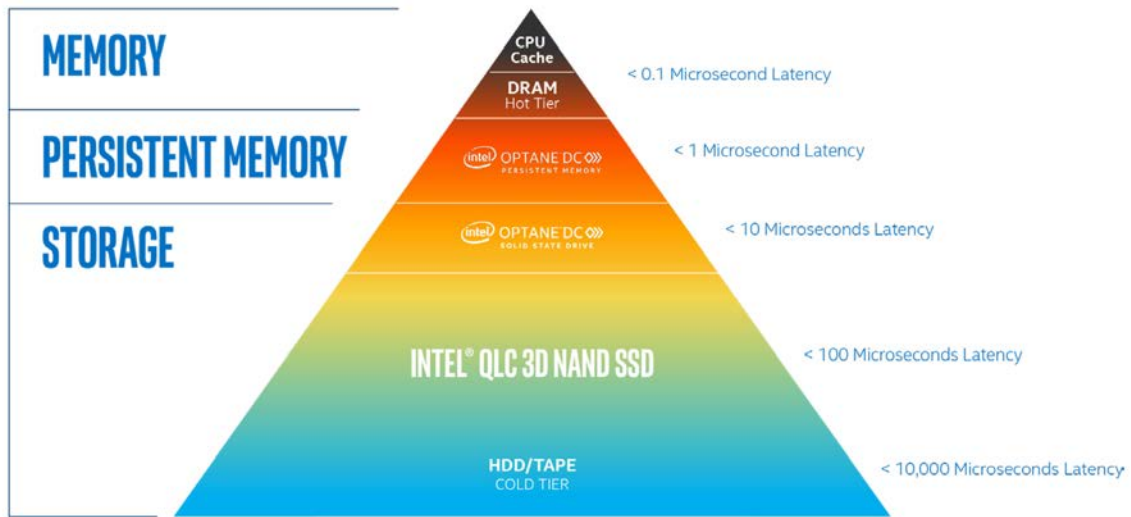 MEMORY
PERSISTENT MEMORY
STORAGE
CPU
Cache
DRAM
Hot Tier
intel OPTANE DC
PERSISTENT MEMORY
intel OPTANE DC
SOLID STATE DRIVE
INTEL® QLC 3D NAND SSD
HDD/TAPE
COLD TIER
< 0.1 Microsecond Latency
< 1 Microsecond Latency
< 10 Microseconds Latency
< 100 Microseconds Latency
< 10,000 Microseconds Latency